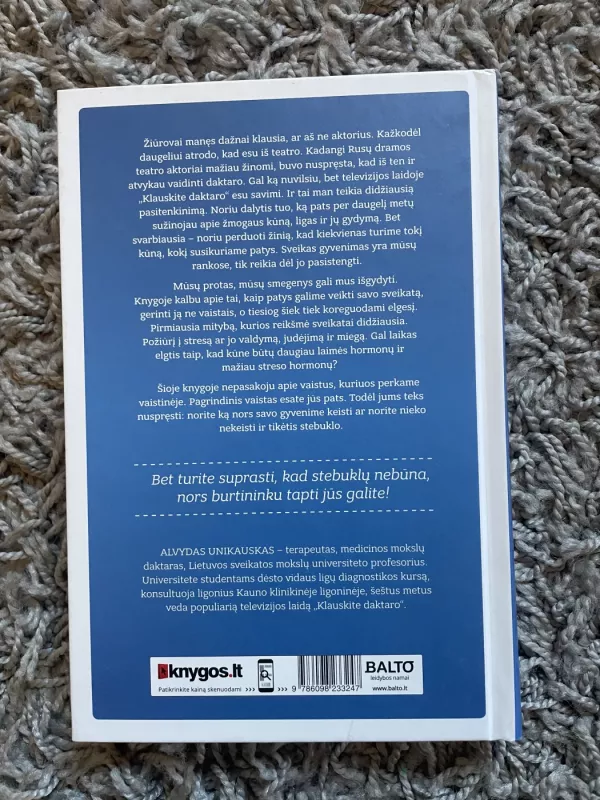 Žiūrovai manęs dažnai klausia, ar aš ne aktorius. Kažkodėl
daugeliui atrodo, kad esu iš teatro. Kadangi Rusų dramos
teatro aktoriai mažiau žinomi, buvo nuspręsta, kad iš ten ir
atvykau vaidinti daktaro. Gal ką nuvilsiu, bet televizijos laidoje
„Klauskite daktaro“ esu savimi. Ir tai man teikia didžiausią
pasitenkinimą. Noriu dalytis tuo, ką pats per daugelį metų
sužinojau apie žmogaus kūną, ligas ir jų gydymą. Bet
svarbiausia – noriu perduoti žinią, kad kiekvienas turime tokį
kūną, kokį susikuriame patys. Sveikas gyvenimas yra mūsų
rankose, tik reikia dėl jo pasistengti.
Mūsų protas, mūsų smegenys gali mus išgydyti.
Knygoje kalbu apie tai, kaip patys galime veikti savo sveikatą,
gerinti ją ne vaistais, o tiesiog šiek tiek koreguodami elgesį.
Pirmiausia mitybą, kurios reikšmė sveikatai didžiausia.
Požiūrį į stresą ar jo valdymą, judėjimą ir miegą. Gal laikas
elgtis taip, kad kūne būtų daugiau laimės hormonų ir
mažiau streso hormonų?
Šioje knygoje nepasakoju apie vaistus, kuriuos perkame
vaistinėje. Pagrindinis vaistas esate jūs pats. Todėl jums teks
nuspręsti: norite ką nors savo gyvenime keisti ar norite nieko
nekeisti ir tikėtis stebuklo.
Bet turite suprasti, kad stebuklų nebūna,
nors burtininku tapti jūs galite!
ALVYDAS UNIKAUSKAS – terapeutas, medicinos mokslų
daktaras, Lietuvos sveikatos mokslų universiteto profesorius.
Universitete studentams dėsto vidaus ligų diagnostikos kursą,
konsultuoja ligonius Kauno klinikinėje ligoninėje, šeštus metus
veda populiarią televizijos laidą „Klauskite daktaro“.
knygos.lt
Patikrinkite kainą skenuodami >>> >>>
9 786098 233247
BALTO
leidybos namai
www.balto.lt